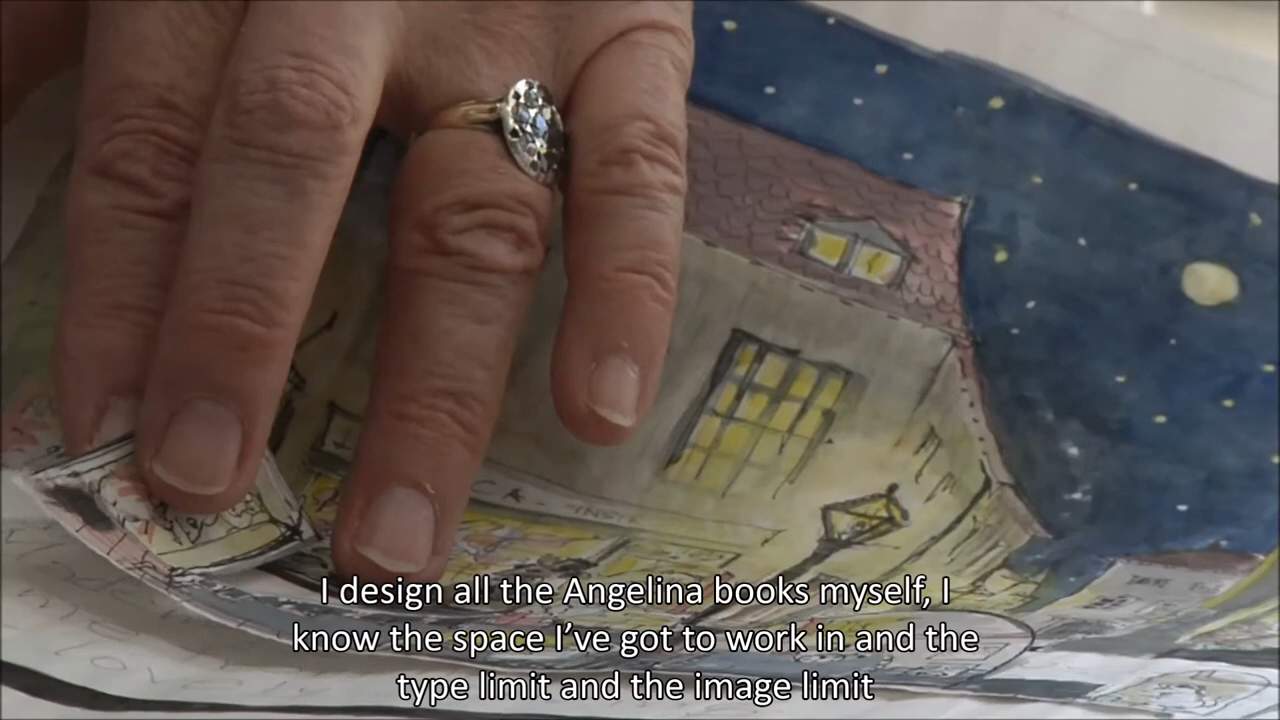 I design all the Angelina books myself, I
know the space I’ve got to work in and the
type limit and the image limit